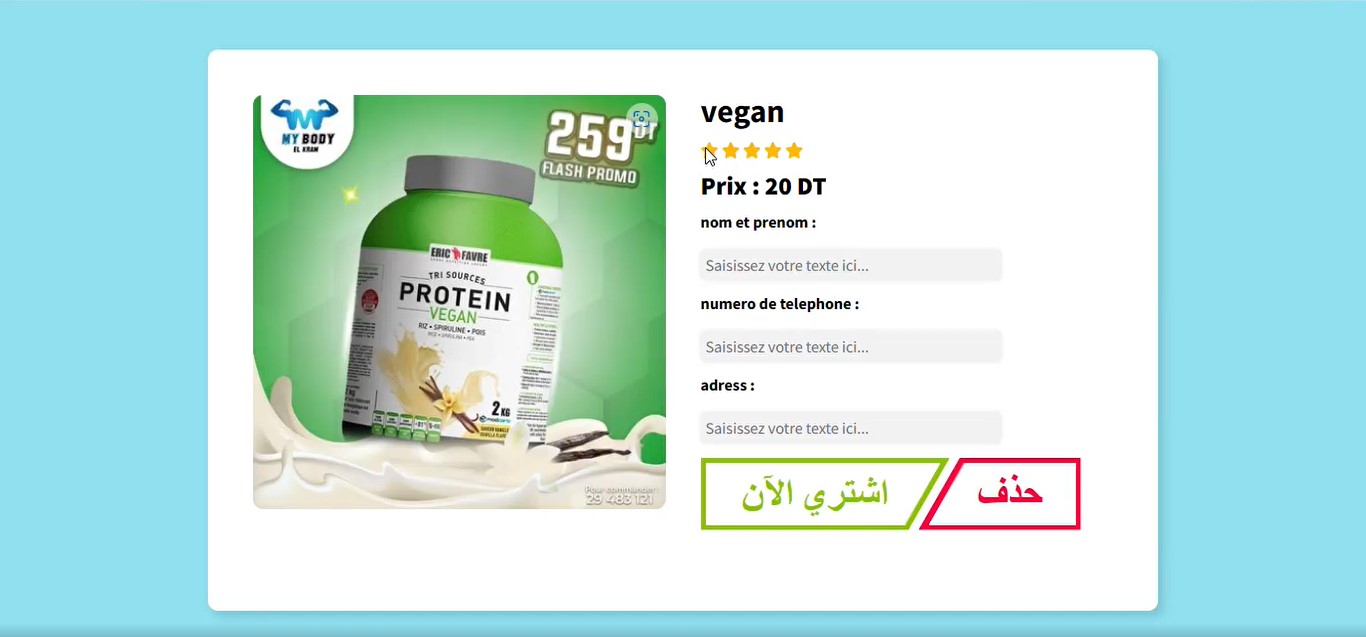 MY BODY
EL KRAM
259DT
FLASH PROMO
ERIC FAVRE
TRI SOURCES
PROTEIN
VEGAN
RIZ • SPIRULINE • POIS
2 KG
Pour commander :
29 483 121
vegan
Prix : 20 DT
nom et prenom :
Saisissez votre texte ici...
numero de telephone :
Saisissez votre texte ici...
adress :
Saisissez votre texte ici...
اشتري الآن
حذف